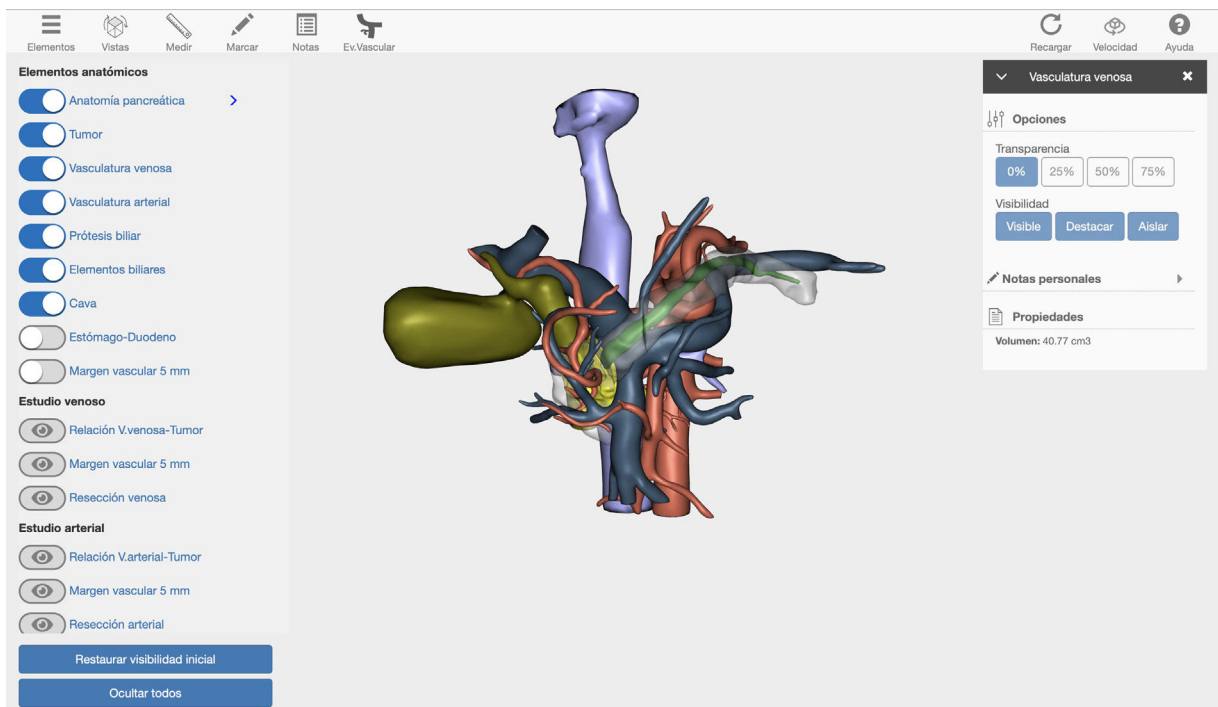 Elementos Vistas Medir Marcar Notas Ev.Vascular Recargar Velocidad Ayuda
Elementos anatómicos
Anatomía pancreática
Tumor
Vasculatura venosa
Vasculatura arterial
Prótesis biliar
Elementos biliares
Cava
Estómago-Duodeno
Margen vascular 5 mm
Estudio venoso
Relación V.venosa-Tumor
Margen vascular 5 mm
Resección venosa
Estudio arterial
Relación V.arterial-Tumor
Margen vascular 5 mm
Resección arterial
Restaurar visibilidad inicial
Ocultar todos
Vasculatura venosa
Opciones
Transparencia
0% 25% 50% 75%
Visibilidad
Visible Destacar Aislar
Notas personales
Propiedades
Volumen: 40.77 cm3